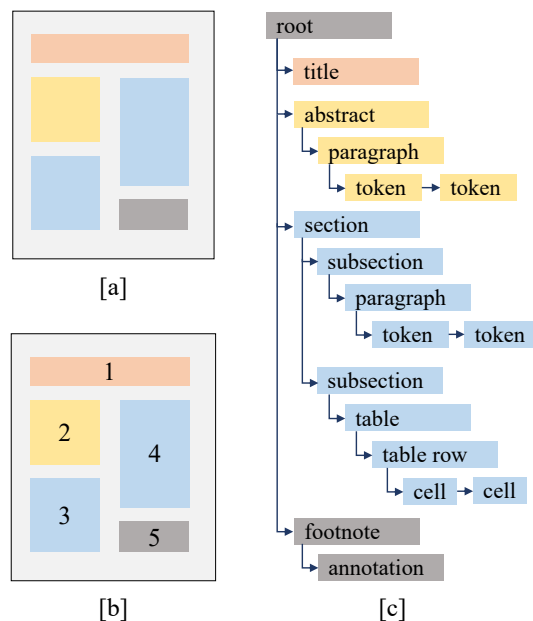 [a]
1
2
3
4
5
[b]
root
title
abstract
paragraph
token token
section
subsection
paragraph
token token
subsection
table
table row
cell cell
footnote
annotation
[c]